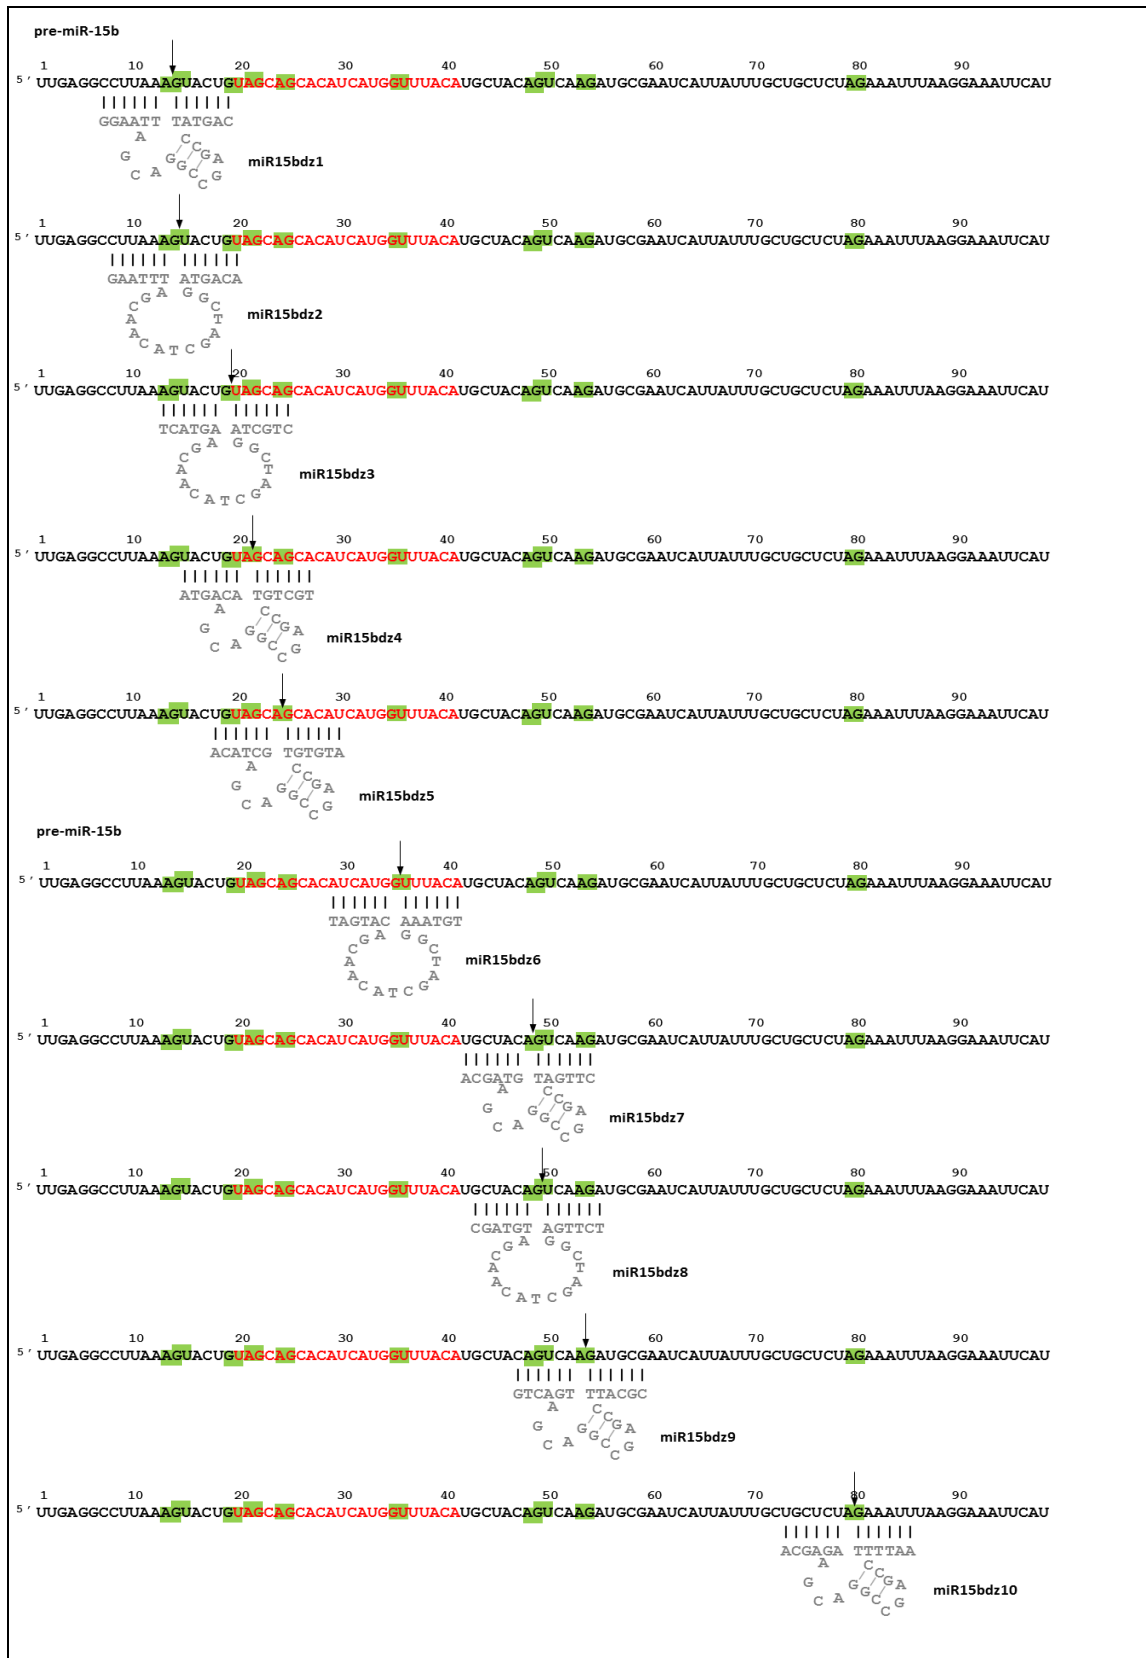 pre-miR-15b
1 10 20 30 40 50 60 70 80 90
5′ UUGAGGCCUUAAAGUACUGUAGCAGCACAUCAUGGUUUACAUGCUACAGUCAAGAUGCGAAUCAUUAUUUGCUGCUCUAGAAAUUUAAGGAAAUUCAU
GGAATT TATGAC
A C C G A
G G G C C G
C A
miR15bdz1
1 10 20 30 40 50 60 70 80 90
5′ UUGAGGCCUUAAAGUACUGUAGCAGCACAUCAUGGUUUACAUGCUACAGUCAAGAUGCGAAUCAUUAUUUGCUGCUCUAGAAAUUUAAGGAAAUUCAU
GAATTT ATGACA
A G C A A C A T C G A T C G G
miR15bdz2
1 10 20 30 40 50 60 70 80 90
5′ UUGAGGCCUUAAAGUACUGUAGCAGCACAUCAUGGUUUACAUGCUACAGUCAAGAUGCGAAUCAUUAUUUGCUGCUCUAGAAAUUUAAGGAAAUUCAU
TCATGA ATCGTC
A G C A A C A T C G A T C G G
miR15bdz3
1 10 20 30 40 50 60 70 80 90
5′ UUGAGGCCUUAAAGUACUGUAGCAGCACAUCAUGGUUUACAUGCUACAGUCAAGAUGCGAAUCAUUAUUUGCUGCUCUAGAAAUUUAAGGAAAUUCAU
ATGACA TGTCGT
A C C G A
G G G C C G
C A
miR15bdz4
1 10 20 30 40 50 60 70 80 90
5′ UUGAGGCCUUAAAGUACUGUAGCAGCACAUCAUGGUUUACAUGCUACAGUCAAGAUGCGAAUCAUUAUUUGCUGCUCUAGAAAUUUAAGGAAAUUCAU
ACATCG TGTGTA
A C C G A
G G G C C G
C A
miR15bdz5
pre-miR-15b
1 10 20 30 40 50 60 70 80 90
5′ UUGAGGCCUUAAAGUACUGUAGCAGCACAUCAUGGUUUACAUGCUACAGUCAAGAUGCGAAUCAUUAUUUGCUGCUCUAGAAAUUUAAGGAAAUUCAU
TAGTAC AAATGT
A G C A A C A T C G A T C G G
miR15bdz6
1 10 20 30 40 50 60 70 80 90
5′ UUGAGGCCUUAAAGUACUGUAGCAGCACAUCAUGGUUUACAUGCUACAGUCAAGAUGCGAAUCAUUAUUUGCUGCUCUAGAAAUUUAAGGAAAUUCAU
ACGATG TAGTTC
A C C G A
G G G C C G
C A
miR15bdz7
1 10 20 30 40 50 60 70 80 90
5′ UUGAGGCCUUAAAGUACUGUAGCAGCACAUCAUGGUUUACAUGCUACAGUCAAGAUGCGAAUCAUUAUUUGCUGCUCUAGAAAUUUAAGGAAAUUCAU
CGATGT AGTTCT
A G C A A C A T C G A T C G G
miR15bdz8
1 10 20 30 40 50 60 70 80 90
5′ UUGAGGCCUUAAAGUACUGUAGCAGCACAUCAUGGUUUACAUGCUACAGUCAAGAUGCGAAUCAUUAUUUGCUGCUCUAGAAAUUUAAGGAAAUUCAU
GTCAGT TTACGC
A C C G A
G G G C C G
C A
miR15bdz9
1 10 20 30 40 50 60 70 80 90
5′ UUGAGGCCUUAAAGUACUGUAGCAGCACAUCAUGGUUUACAUGCUACAGUCAAGAUGCGAAUCAUUAUUUGCUGCUCUAGAAAUUUAAGGAAAUUCAU
ACGAGA TTTTAA
A C C G A
G G G C C G
C A
miR15bdz10